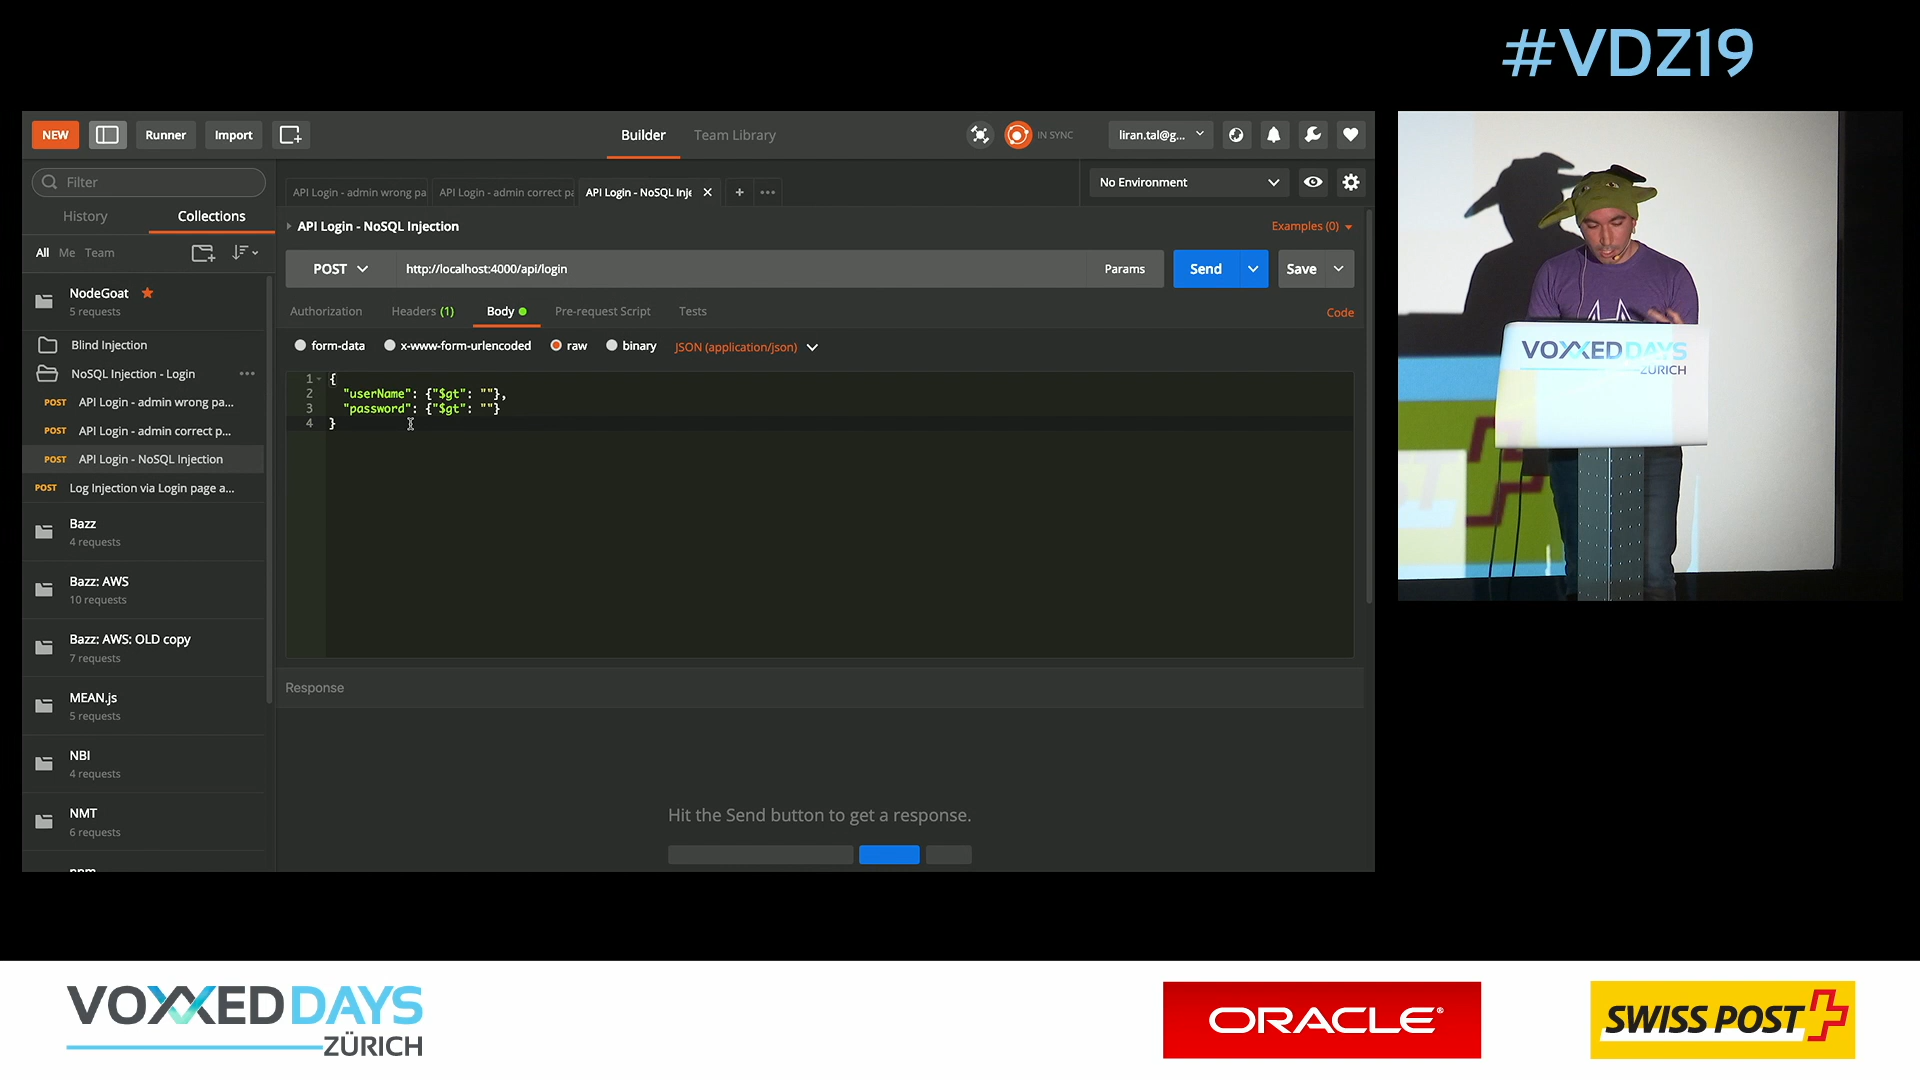 #VDZ19
NEW
Runner
Import
Builder
Team Library
IN SYNC
liran.tal@g...
Filter
History
Collections
All Me Team
NodeGoat
5 requests
Blind Injection
NoSQL Injection - Login
POST API Login - admin wrong pa...
POST API Login - admin correct p...
POST API Login - NoSQL Injection
POST Log Injection via Login page a...
Bazz
4 requests
Bazz: AWS
10 requests
Bazz: AWS: OLD copy
7 requests
MEAN.js
5 requests
NBI
4 requests
NMT
6 requests
API Login - admin wrong pa
API Login - admin correct pa
API Login - NoSQL Inje
No Environment
API Login - NoSQL Injection
Examples (0)
POST
http://localhost:4000/api/login
Params
Send
Save
Authorization
Headers (1)
Body
Pre-request Script
Tests
Code
form-data
x-www-form-urlencoded
raw
binary
JSON (application/json)
1 {
2 "userName": {"$gt": ""},
3 "password": {"$gt": ""}
4 }
Response
Hit the Send button to get a response.
VOXXED DAYS
ZÜRICH
VOXXED DAYS
ZÜRICH
ORACLE®
SWISS POST